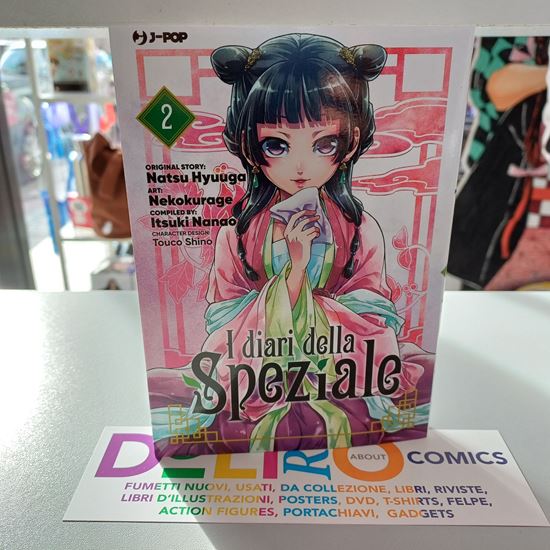 J-POP
2
ORIGINAL STORY:
Natsu Hyuuga
ART:
Nekokurage
COMPILED BY:
Itsuki Nanao
CHARACTER DESIGN:
Touco Shino
I diari della
Speziale
DELIRO
ABOUT
COMICS
FUMETTI NUOVI, USATI, DA COLLEZIONE, LIBRI, RIVISTE,
LIBRI D'ILLUSTRAZIONI, POSTERS, DVD, T-SHIRTS, FELPE,
ACTION FIGURES, PORTACHIAVI, GADGETS